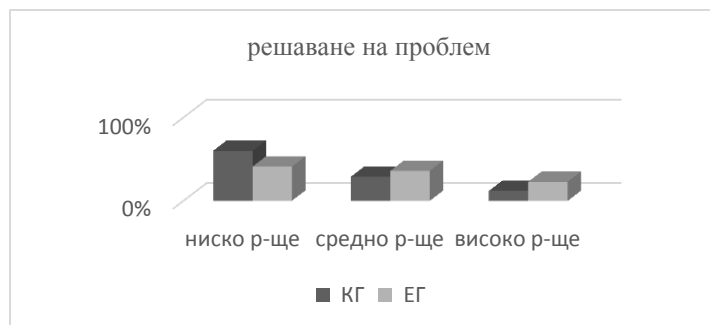 решаване на проблем
100%
0%
ниско р-ще средно р-ще високо р-ще
КГ ЕГ